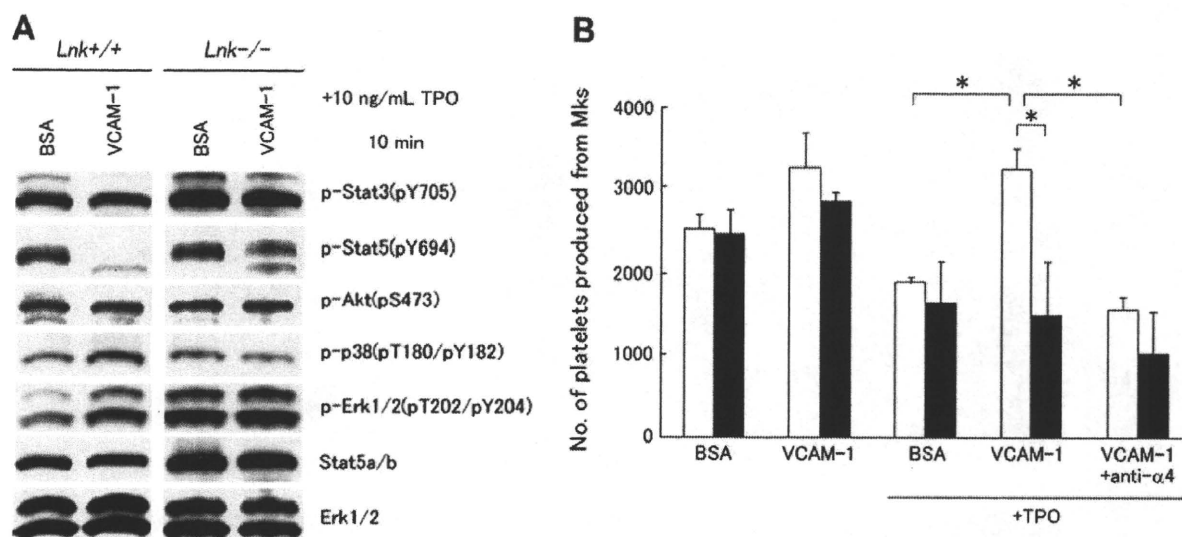 A
Lnk+/+ Lnk−/−
BSA VCAM-1 BSA VCAM-1
+10 ng/mL TPO
10 min
p-Stat3(pY705)
p-Stat5(pY694)
p-Akt(pS473)
p-p38(pT180/pY182)
p-Erk1/2(pT202/pY204)
Stat5a/b
Erk1/2
B
No. of platelets produced from Mks
4000
3000
2000
1000
0
* * *
BSA VCAM-1 BSA VCAM-1 VCAM-1
+anti-α4
+TPO